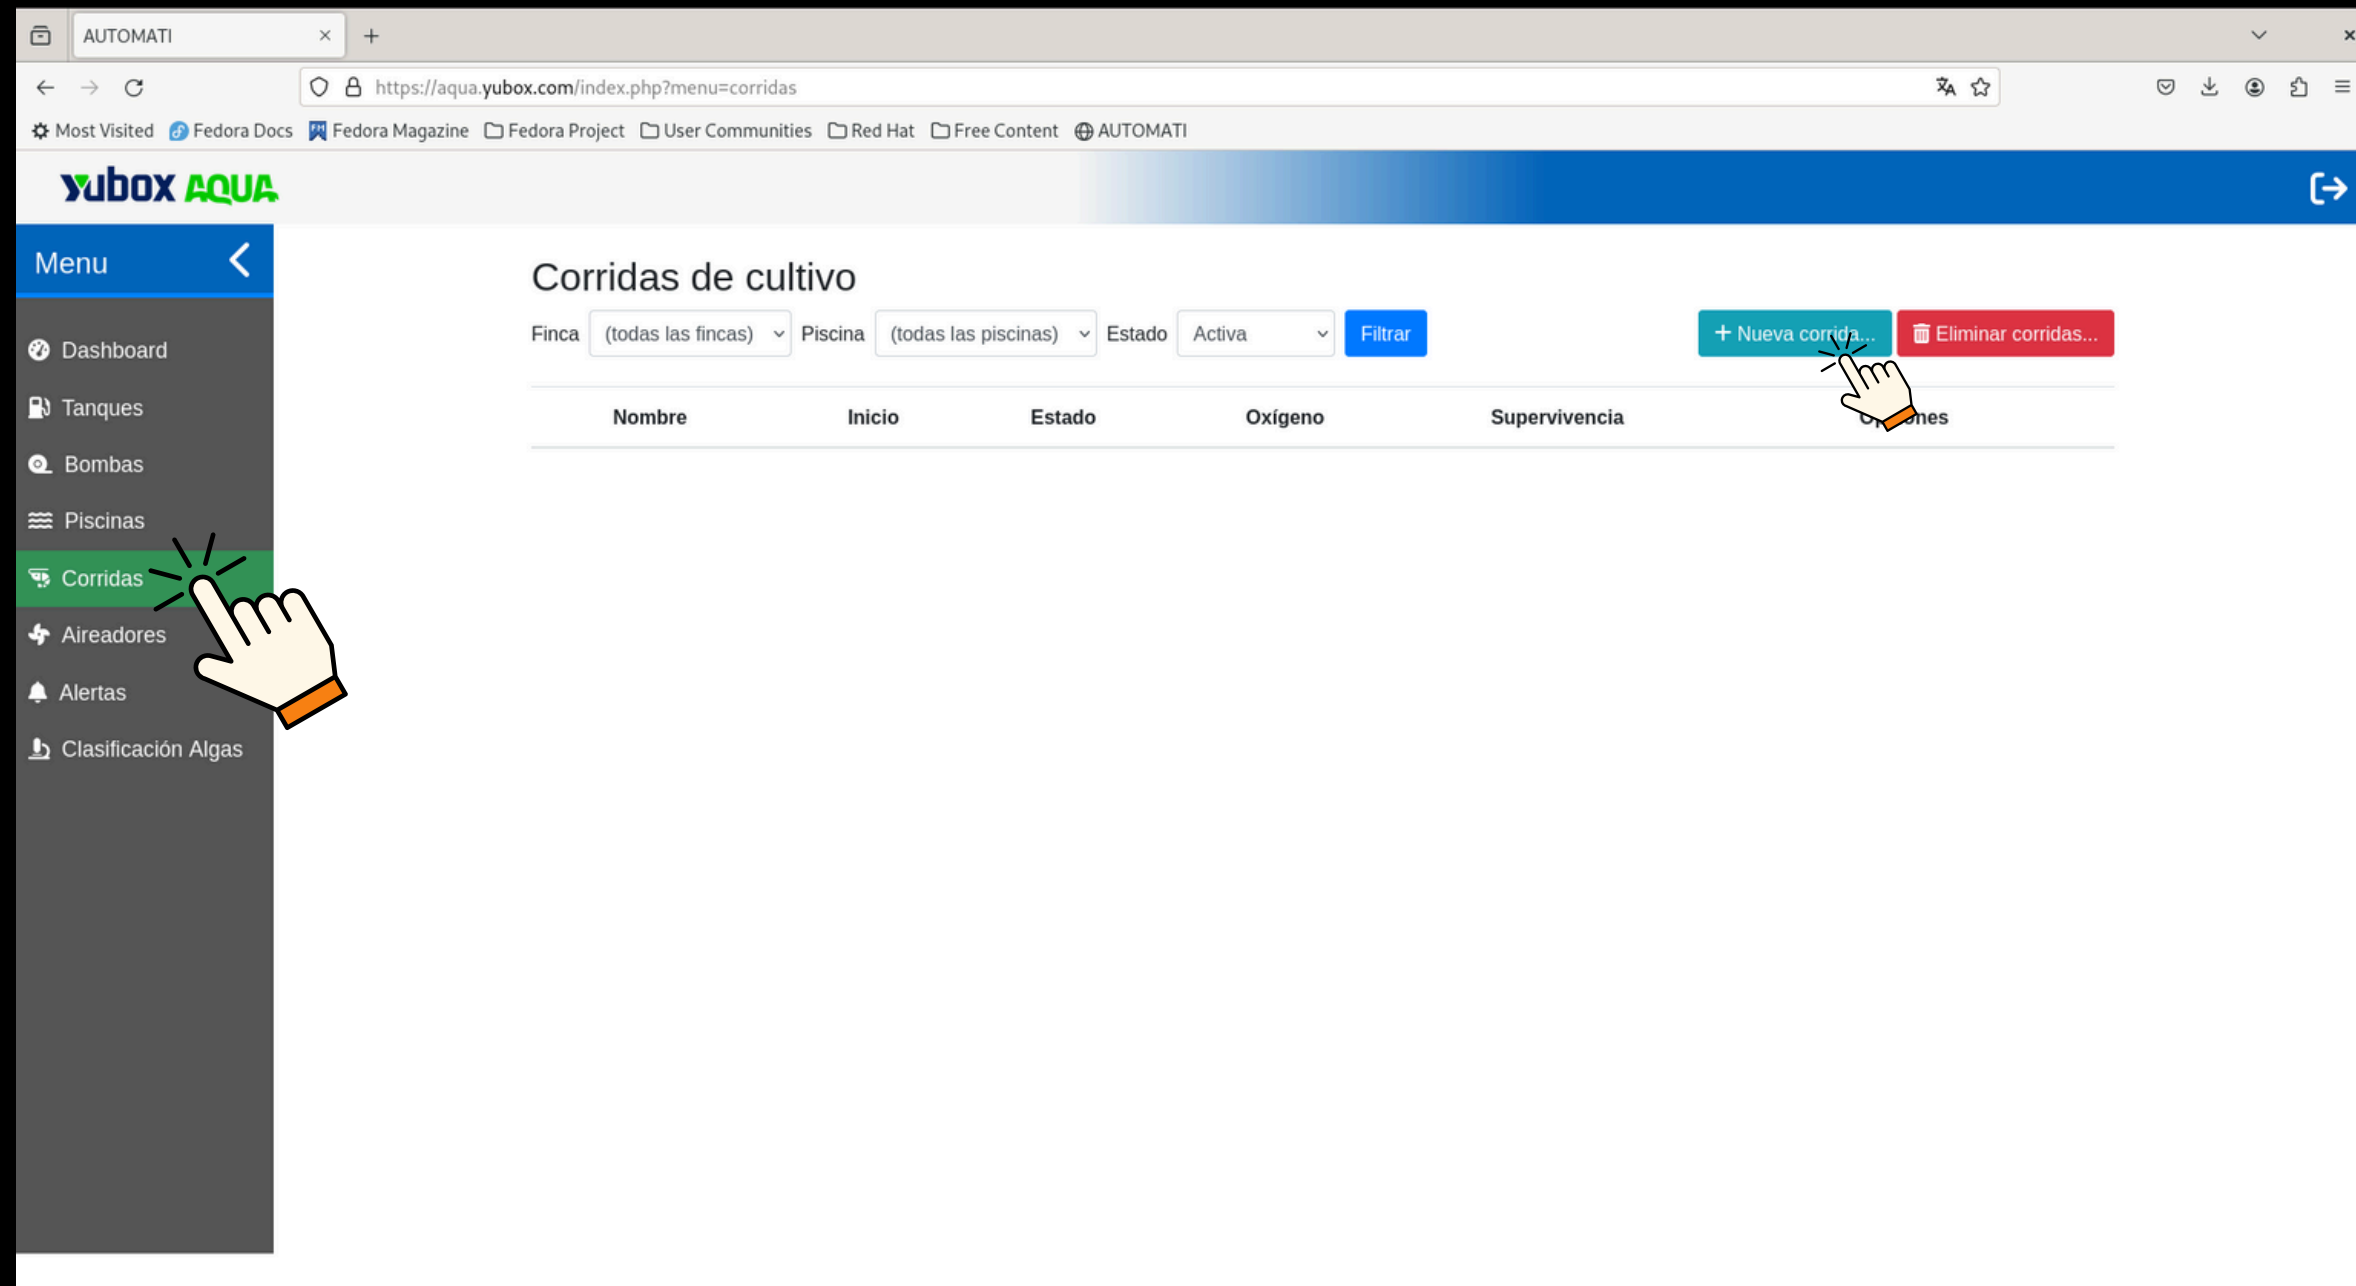 AUTOMATI
https://aqua.yubox.com/index.php?menu=corridas
Most Visited Fedora Docs Fedora Magazine Fedora Project User Communities Red Hat Free Content AUTOMATI
yubox AQUA
Menu
Corridas de cultivo
Finca (todas las fincas) Piscina (todas las piscinas) Estado Activa Filtrar + Nueva corrida... Eliminar corridas...
Nombre Inicio Estado Oxígeno Supervivencia
Dashboard
Tanques
Bombas
Piscinas
Corridas
Aireadores
Alertas
Clasificación Algas